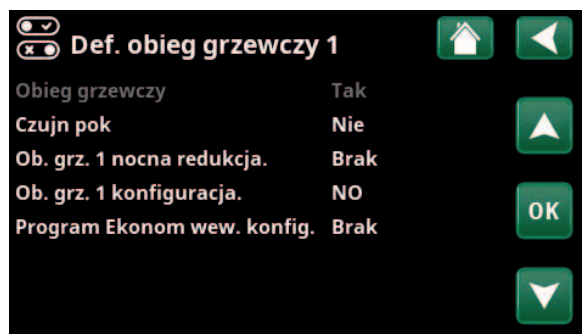 Def. obieg grzewczy 1
Obieg grzewczy Tak
Czujn pok Nie
Ob. grz. 1 nocna redukcja. Brak
Ob. grz. 1 konfiguracja. NO
OK
Program Ekonom wew. konfig. Brak